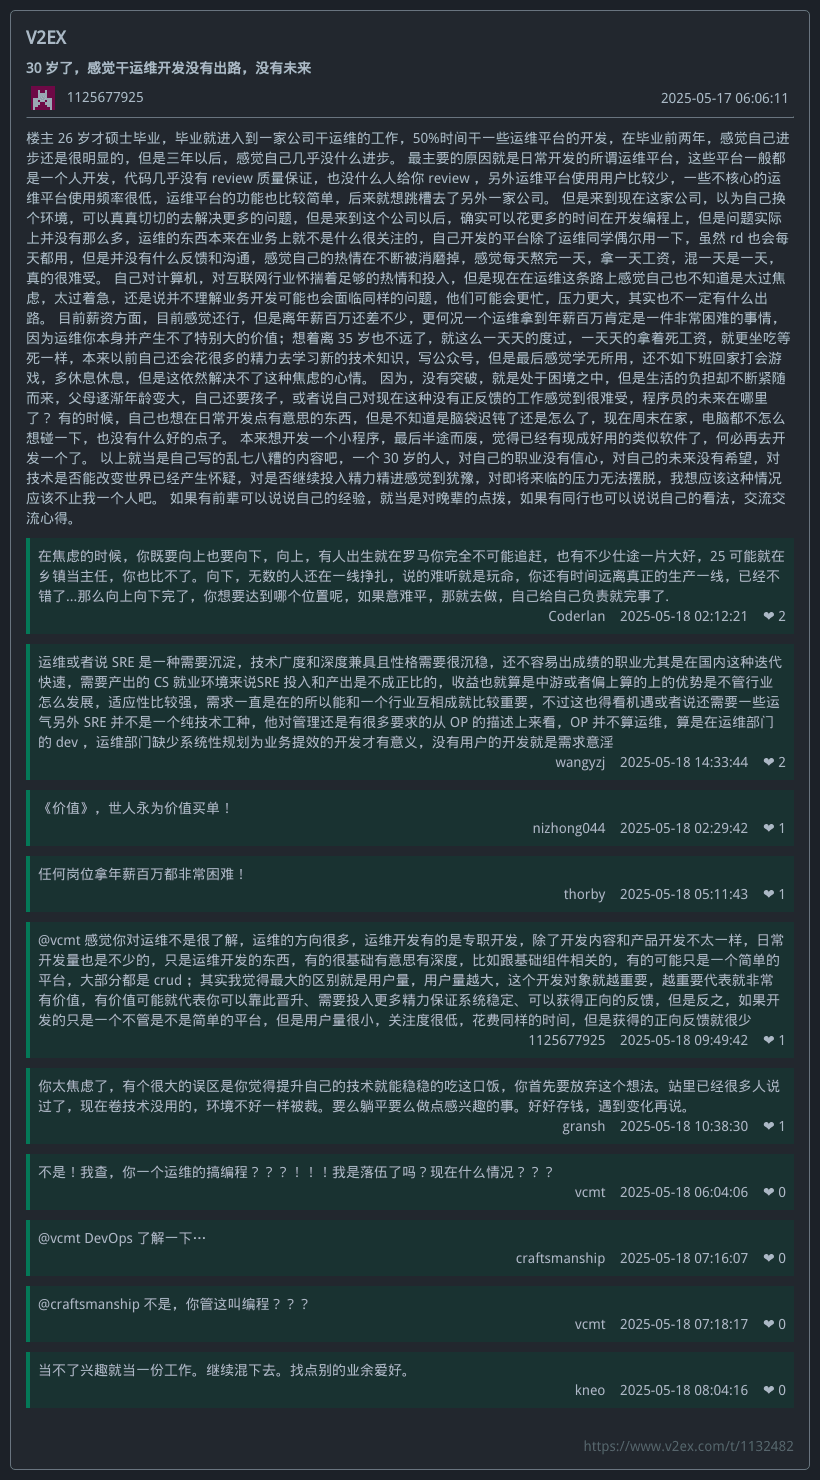 V2EX
30 岁了，感觉干运维开发没有出路，没有未来
1125677925
2025-05-17 06:06:11
楼主 26 岁才硕士毕业，毕业就进入到一家公司干运维的工作，50%时间干一些运维平台的开发，在毕业前两年，感觉自己进
步还是很明显的，但是三年以后，感觉自己几乎没什么进步。 最主要的原因就是日常开发的所谓运维平台，这些平台一般都
是一个人开发，代码几乎没有 review 质量保证，也没什么人给你 review ，另外运维平台使用用户比较少，一些不核心的运
维平台使用频率很低，运维平台的功能也比较简单，后来就想跳槽去了另外一家公司。 但是来到现在这家公司，以为自己换
个环境，可以真真切切的去解决更多的问题，但是来到这个公司以后，确实可以花更多的时间在开发编程上，但是问题实际
上并没有那么多，运维的东西本来在业务上就不是什么很关注的，自己开发的平台除了运维同学偶尔用一下，虽然 rd 也会每
天都用，但是并没有什么反馈和沟通，感觉自己的热情在不断被消磨掉，感觉每天熬完一天，拿一天工资，混一天是一天，
真的很难受。 自己对计算机，对互联网行业怀揣着足够的热情和投入，但是现在在运维这条路上感觉自己也不知道是太过焦
虑，太过着急，还是说并不理解业务开发可能也会面临同样的问题，他们可能会更忙，压力更大，其实也不一定有什么出
路。 目前薪资方面，目前感觉还行，但是离年薪百万还差不少，更何况一个运维拿到年薪百万肯定是一件非常困难的事情，
因为运维你本身并产生不了特别大的价值；想着离 35 岁也不远了，就这么一天天的度过，一天天的拿着死工资，就更坐吃等
死一样，本来以前自己还会花很多的精力去学习新的技术知识，写公众号，但是最后感觉学无所用，还不如下班回家打会游
戏，多休息休息，但是这依然解决不了这种焦虑的心情。 因为，没有突破，就是处于困境之中，但是生活的负担却不断紧随
而来，父母逐渐年龄变大，自己还要孩子，或者说自己对现在这种没有正反馈的工作感觉到很难受，程序员的未来在哪里
了？ 有的时候，自己也想在日常开发点有意思的东西，但是不知道是脑袋迟钝了还是怎么了，现在周末在家，电脑都不怎么
想碰一下，也没有什么好的点子。 本来想开发一个小程序，最后半途而废，觉得已经有现成好用的类似软件了，何必再去开
发一个了。 以上就当是自己写的乱七八糟的内容吧，一个 30 岁的人，对自己的职业没有信心，对自己的未来没有希望，对
技术是否能改变世界已经产生怀疑，对是否继续投入精力精进感觉到犹豫，对即将来临的压力无法摆脱，我想应该这种情况
应该不止我一个人吧。 如果有前辈可以说说自己的经验，就当是对晚辈的点拨，如果有同行也可以说说自己的看法，交流交
流心得。
在焦虑的时候，你既要向上也要向下，向上，有人出生就在罗马你完全不可能追赶，也有不少仕途一片大好，25 可能就在
乡镇当主任，你也比不了。向下，无数的人还在一线挣扎，说的难听就是玩命，你还有时间远离真正的生产一线，已经不
错了...那么向上向下完了，你想要达到哪个位置呢，如果意难平，那就去做，自己给自己负责就完事了.
Coderlan 2025-05-18 02:12:21 ❤ 2
运维或者说 SRE 是一种需要沉淀，技术广度和深度兼具且性格需要很沉稳，还不容易出成绩的职业尤其是在国内这种迭代
快速，需要产出的 CS 就业环境来说SRE 投入和产出是不成正比的，收益也就算是中游或者偏上算的上的优势是不管行业
怎么发展，适应性比较强，需求一直是在的所以能和一个行业互相成就比较重要，不过这也得看机遇或者说还需要一些运
气另外 SRE 并不是一个纯技术工种，他对管理还是有很多要求的从 OP 的描述上来看，OP 并不算运维，算是在运维部门
的 dev ，运维部门缺少系统性规划为业务提效的开发才有意义，没有用户的开发就是需求意淫
wangyzj 2025-05-18 14:33:44 ❤ 2
《价值》，世人永为价值买单！
nizhong044 2025-05-18 02:29:42 ❤ 1
任何岗位拿年薪百万都非常困难！
thorby 2025-05-18 05:11:43 ❤ 1
@vcmt 感觉你对运维不是很了解，运维的方向很多，运维开发有的是专职开发，除了开发内容和产品开发不太一样，日常
开发量也是不少的，只是运维开发的东西，有的很基础有意思有深度，比如跟基础组件相关的，有的可能只是一个简单的
平台，大部分都是 crud ；其实我觉得最大的区别就是用户量，用户量越大，这个开发对象就越重要，越重要代表就非常
有价值，有价值可能就代表你可以靠此晋升、需要投入更多精力保证系统稳定、可以获得正向的反馈，但是反之，如果开
发的只是一个不管是不是简单的平台，但是用户量很小，关注度很低，花费同样的时间，但是获得的正向反馈就很少
1125677925 2025-05-18 09:49:42 ❤ 1
你太焦虑了，有个很大的误区是你觉得提升自己的技术就能稳稳的吃这口饭，你首先要放弃这个想法。站里已经很多人说
过了，现在卷技术没用的，环境不好一样被裁。要么躺平要么做点感兴趣的事。好好存钱，遇到变化再说。
gransh 2025-05-18 10:38:30 ❤ 1
不是！我查，你一个运维的搞编程？？？！！！我是落伍了吗？现在什么情况？？？
vcmt 2025-05-18 06:04:06 ❤ 0
@vcmt DevOps 了解一下⋯
craftsmanship 2025-05-18 07:16:07 ❤ 0
@craftsmanship 不是，你管这叫编程？？？
vcmt 2025-05-18 07:18:17 ❤ 0
当不了兴趣就当一份工作。继续混下去。找点别的业余爱好。
kneo 2025-05-18 08:04:16 ❤ 0
https://www.v2ex.com/t/1132482